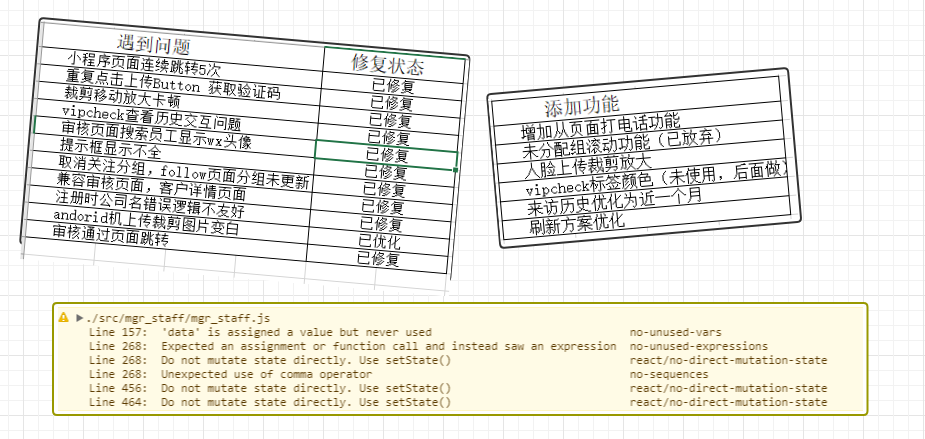 遇到问题 修复状态
小程序页面连续跳转5次 已修复
重复点击上传Button 获取验证码 已修复
裁剪移动放大卡顿 已修复
vipcheck查看历史交互问题 已修复
审核页面搜索员工显示wx头像 已修复
提示框显示不全 已修复
取消关注分组，follow页面分组未更新 已修复
兼容审核页面，客户详情页面 已修复
注册时公司名错误逻辑不友好 已修复
andorid机上传裁剪图片变白 已优化
审核通过页面跳转 已修复
添加功能
增加从页面打电话功能
未分配组滚动功能（已放弃）
人脸上传裁剪放大
vipcheck标签颜色（未使用，后面做
来访历史优化为近一个月
刷新方案优化
./src/mgr_staff/mgr_staff.js
Line 157: 'data' is assigned a value but never used no-unused-vars
Line 268: Expected an assignment or function call and instead saw an expression no-unused-expressions
Line 268: Do not mutate state directly. Use setState() react/no-direct-mutation-state
Line 268: Unexpected use of comma operator no-sequences
Line 456: Do not mutate state directly. Use setState() react/no-direct-mutation-state
Line 464: Do not mutate state directly. Use setState() react/no-direct-mutation-state